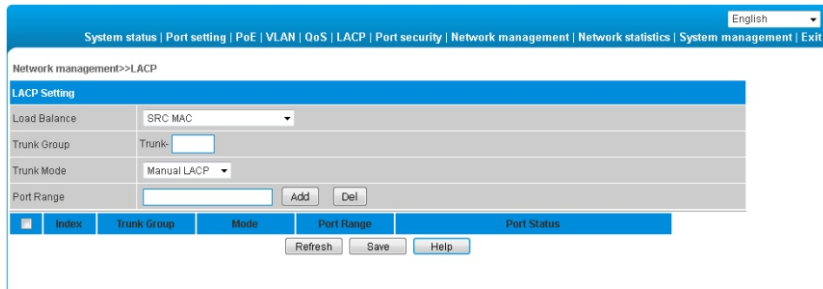 English
System status | Port setting | PoE | VLAN | QoS | LACP | Port security | Network management | Network statistics | System management | Exit
Network management>>LACP
LACP Setting
Load Balance SRC MAC
Trunk Group Trunk-
Trunk Mode Manual LACP
Port Range Add Del
Index Trunk Group Mode Port Range Port Status
Refresh Save Help